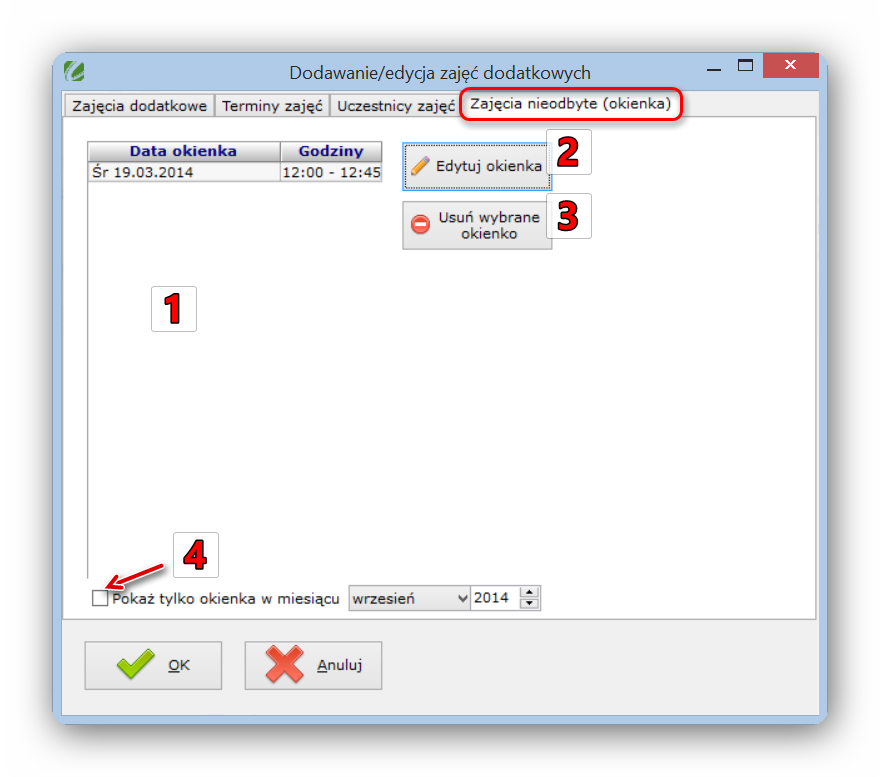 Dodawanie/edycja zajęć dodatkowych
Zajęcia dodatkowe Terminy zajęć Uczestnicy zajęć Zajęcia nieodbyte (okienka)
Data okienka Godziny
Śr 19.03.2014 12:00 - 12:45
Edytuj okienka
2
Usuń wybrane
okienko
3
1
4
Pokaż tylko okienka w miesiącu wrzesień 2014
OK Anuluj